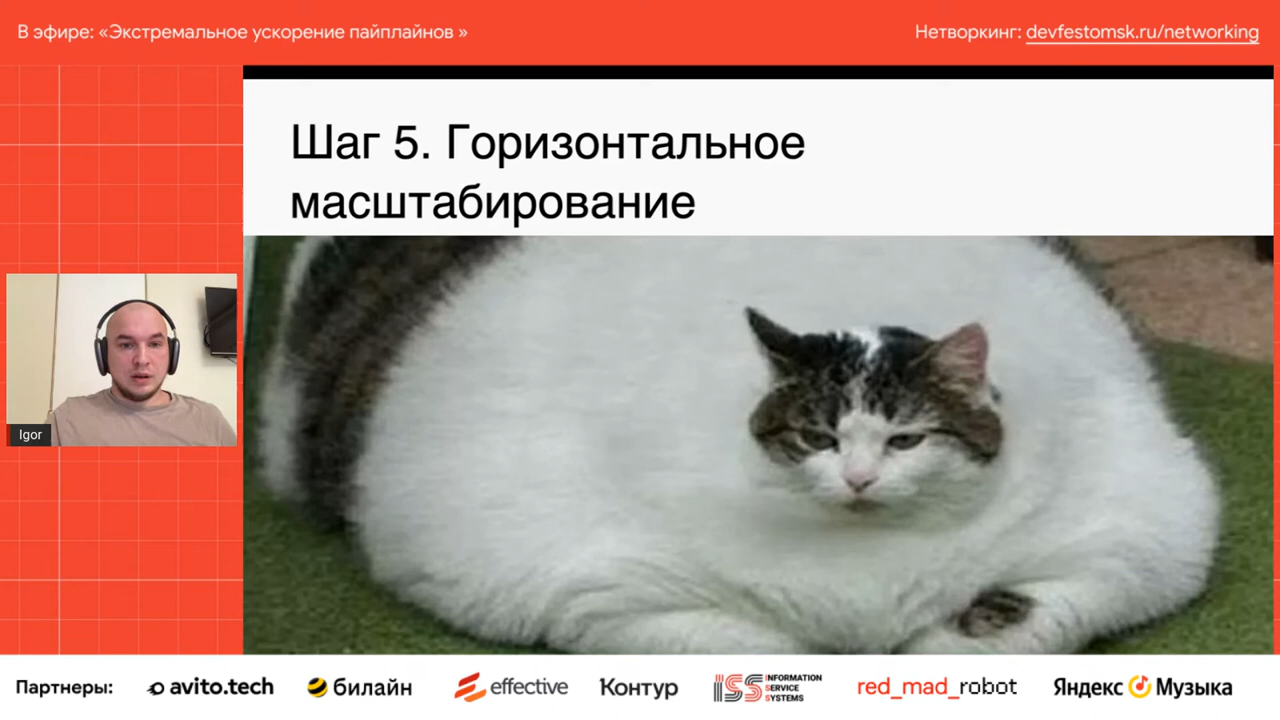 В эфире: «Экстремальное ускорение пайплайнов »
Нетворкинг: devfestomsk.ru/networking
Шаг 5. Горизонтальное
масштабирование
Igor
Партнеры:
avito.tech
билайн
effective
Контур
ISS INFORMATION
SERVICE
SYSTEMS
red_mad_robot
Яндекс Музыка